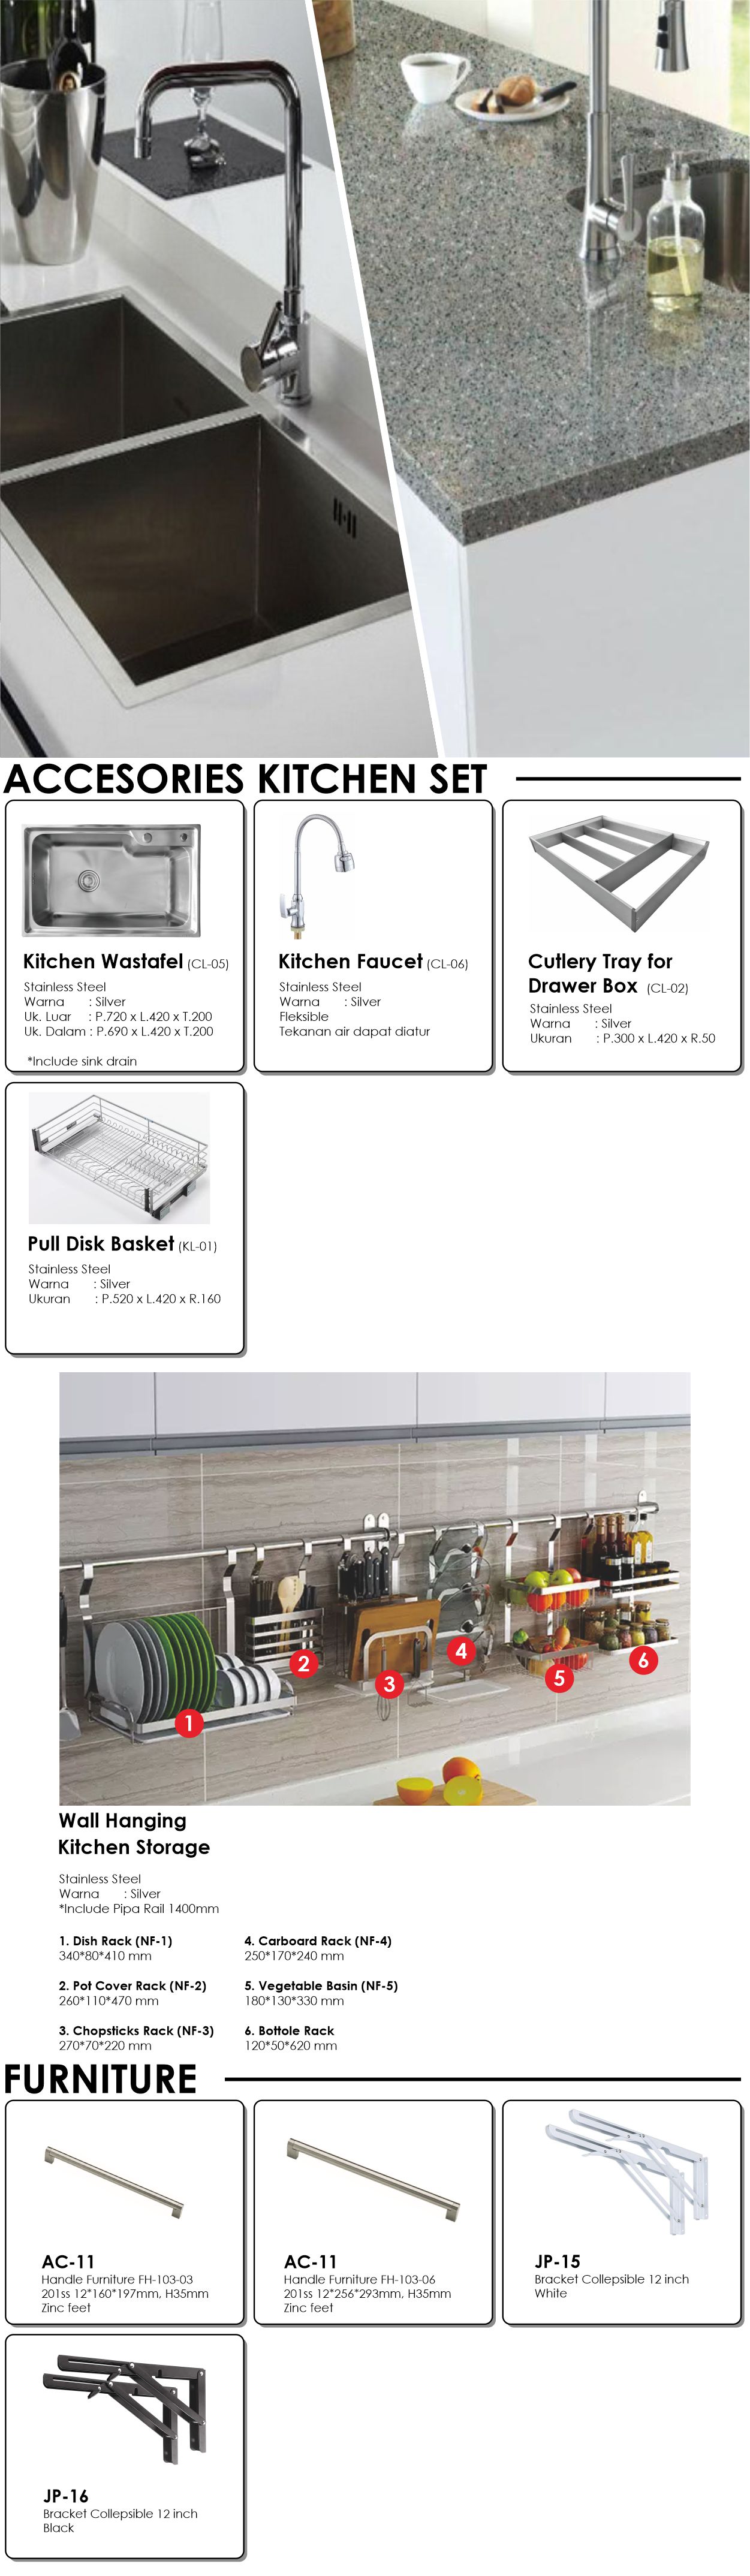 ACCESORIES KITCHEN SET
Kitchen Wastafel (CL-05)
Stainless Steel
Warna : Silver
Uk. Luar : P.720 x L.420 x T.200
Uk. Dalam : P.690 x L.420 x T.200
*Include sink drain
Kitchen Faucet (CL-06)
Stainless Steel
Warna : Silver
Fleksible
Tekanan air dapat diatur
Cutlery Tray for
Drawer Box (CL-02)
Stainless Steel
Warna : Silver
Ukuran : P.300 x L.420 x R.50
Pull Disk Basket (KL-01)
Stainless Steel
Warna : Silver
Ukuran : P.520 x L.420 x R.160
1
2
3
4
5
6
Wall Hanging
Kitchen Storage
Stainless Steel
Warna : Silver
*Include Pipa Rail 1400mm
1. Dish Rack (NF-1)
340*80*410 mm
2. Pot Cover Rack (NF-2)
260*110*470 mm
3. Chopsticks Rack (NF-3)
270*70*220 mm
4. Carboard Rack (NF-4)
250*170*240 mm
5. Vegetable Basin (NF-5)
180*130*330 mm
6. Bottole Rack
120*50*620 mm
FURNITURE
AC-11
Handle Furniture FH-103-03
201ss 12*160*197mm, H35mm
Zinc feet
AC-11
Handle Furniture FH-103-06
201ss 12*256*293mm, H35mm
Zinc feet
JP-15
Bracket Collepsible 12 inch
White
JP-16
Bracket Collepsible 12 inch
Black